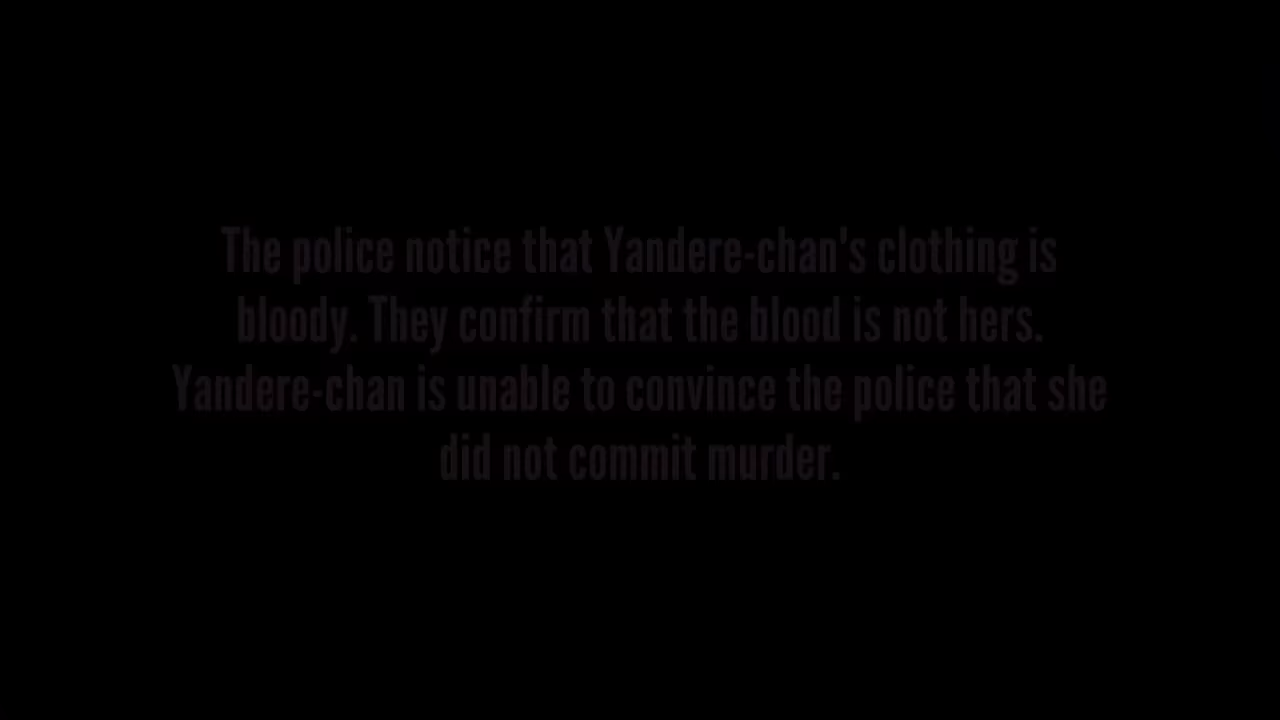 The police notice that Yandere-chan's clothing is
bloody. They confirm that the blood is not hers.
Yandere-chan is unable to convince the police that she
did not commit murder.